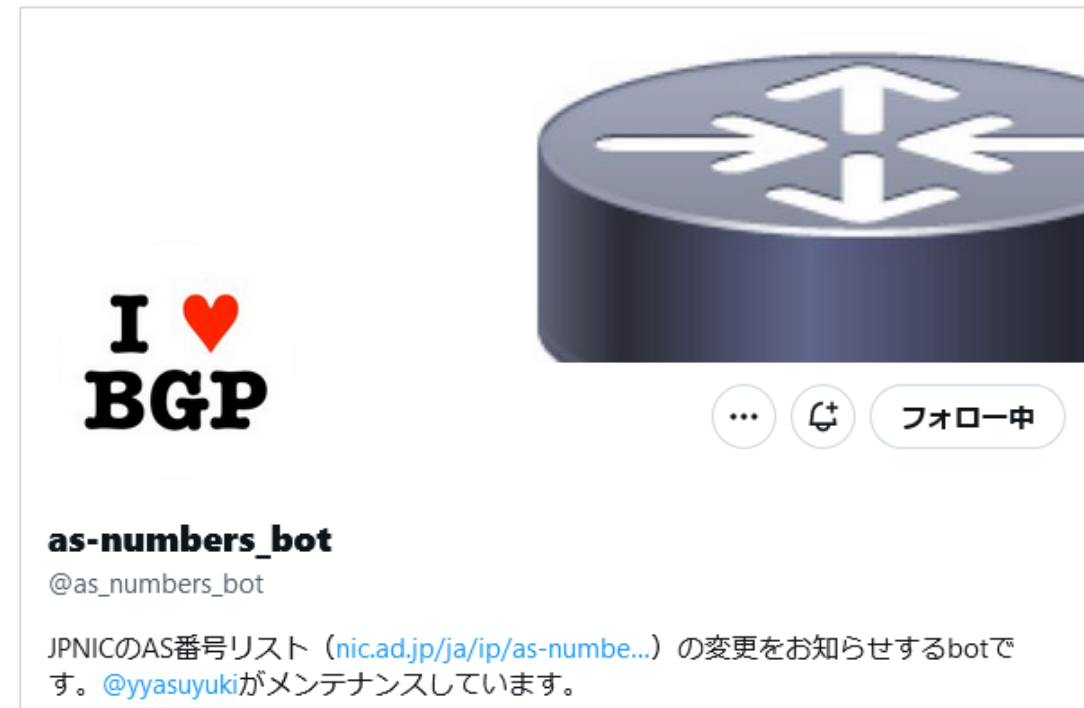 I ♥
BGP
フォロー中
as-numbers_bot
@as_numbers_bot
JPNICのAS番号リスト（nic.ad.jp/ja/ip/as-numbe...）の変更をお知らせするbotで
す。@yyasuyukiがメンテナンスしています。